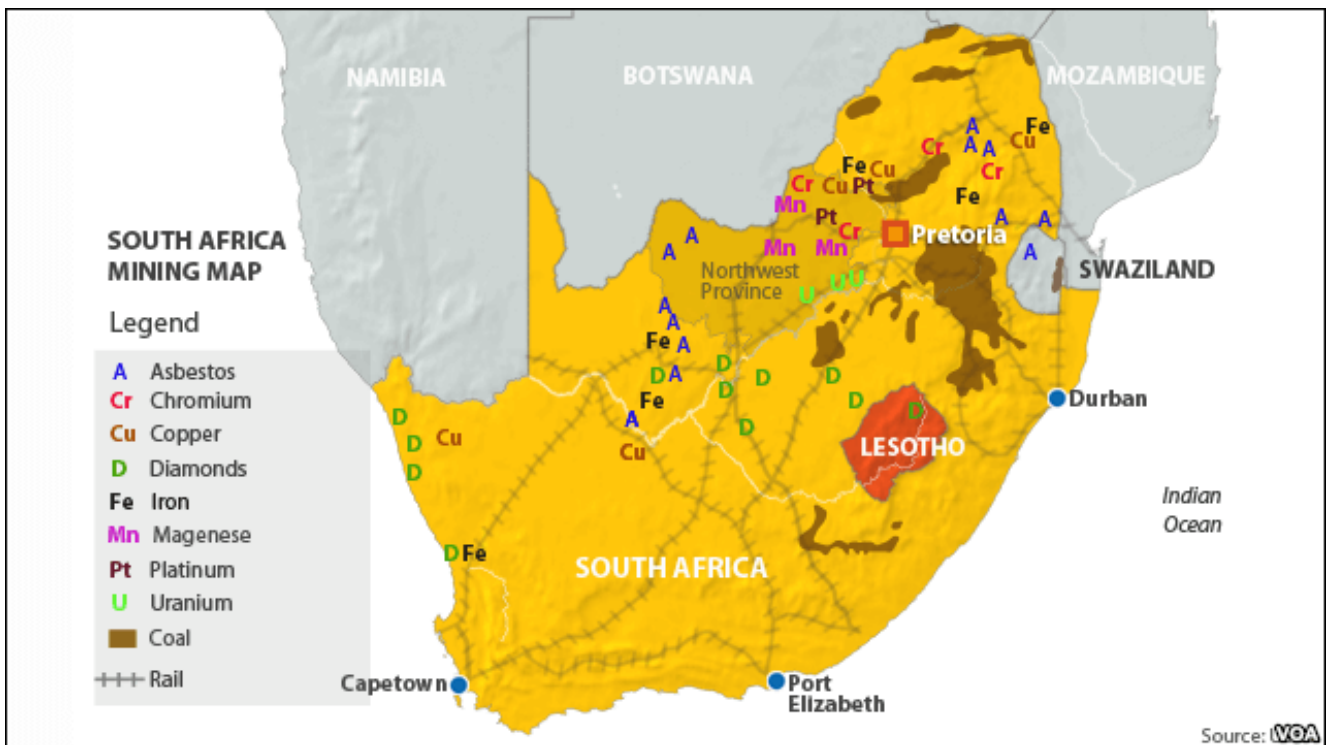 NAMIBIA
BOTSWANA
MOZAMBIQUE
A
Fe
A
A
Cu
Cr
Fe
Cu
Cr
Cr
Cu
Pt
Fe
Mn
Pt
A
A
Cr
SOUTH AFRICA
MINING MAP
A
A
Mn
Mn
Pretoria
A
SWAZILAND
Northwest
Province
U
U
U
Legend
A
A
Fe
A
A Asbestos
D
A
D
D
D
Cr Chromium
D
Fe
D
D
Durban
Cu Copper
D
A
D
D
Cu
Cu
LESOTHO
D Diamonds
D
Fe Iron
Indian
Ocean
Mn Magenese
D
Fe
SOUTH AFRICA
Pt Platinum
U Uranium
Coal
Rail
Capetown
Port
Elizabeth
Source: VOA